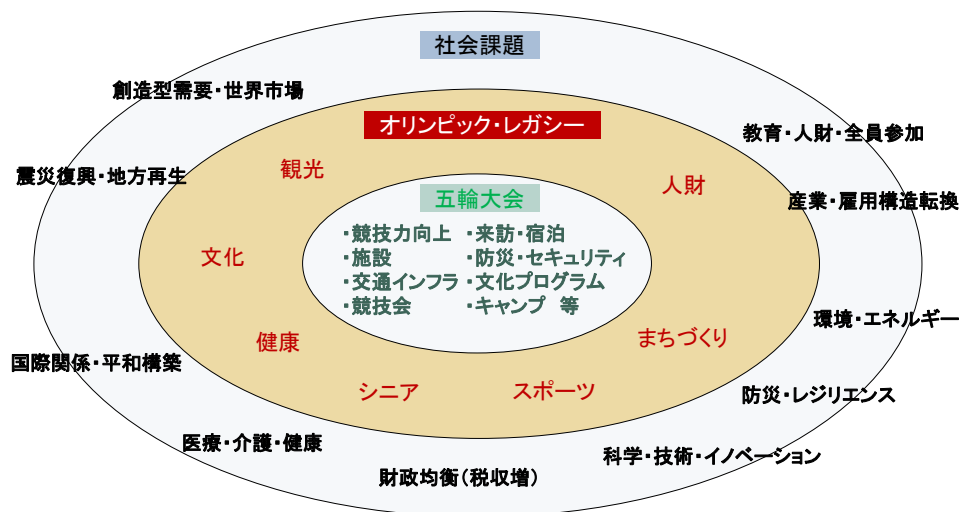 社会課題
創造型需要・世界市場
オリンピック・レガシー
教育・人財・全員参加
観光
震災復興・地方再生
人財
五輪大会
産業・雇用構造転換
・競技力向上 ・来訪・宿泊
・施設 ・防災・セキュリティ
・交通インフラ ・文化プログラム
・競技会 ・キャンプ 等
文化
環境・エネルギー
健康
まちづくり
国際関係・平和構築
シニア
スポーツ
防災・レジリエンス
医療・介護・健康
科学・技術・イノベーション
財政均衡(税収増)